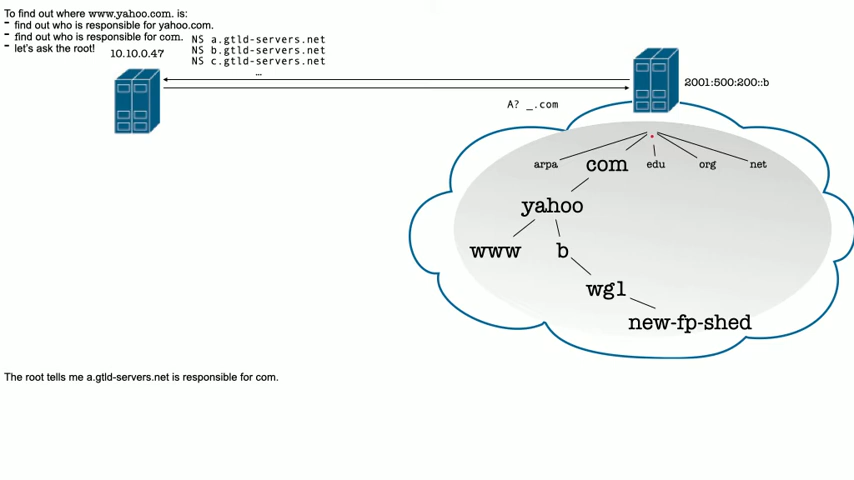 To find out where www.yahoo.com. is:
- find out who is responsible for yahoo.com.
- find out who is responsible for com.
- let's ask the root!
10.10.0.47
NS a.gtld-servers.net
NS b.gtld-servers.net
NS c.gtld-servers.net
...
2001:500:200::b
A? _.com
.
arpa com edu org net
yahoo
www b
wgl
new-fp-shed
The root tells me a.gtld-servers.net is responsible for com.